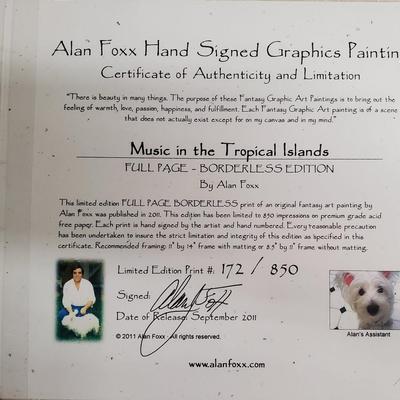 Alan Foxx Hand Signed Graphics Paintin
Certificate of Authenticity and Limitation
"There is beauty in many things. The purpose of these Fantasy Graphic Art Paintings is to bring out the
feeling of warmth, love, passion, happiness, and fulfillment. Each Fantasy Graphic Art painting is of a scene
that does not actually exist except for on my canvas and in my mind."
Music in the Tropical Islands
FULL PAGE - BORDERLESS EDITION
By Alan Foxx
This limited edition FULL PAGE BORDERLESS print of an original fantasy art painting by
Alan Foxx was published in 2011. This edition has been limited to 850 impressions on premium grade acid
free paper. Each print is hand signed by the artist and hand numbered. Every reasonable precaution
has been undertaken to insure the strict limitation and integrity of this edition as specified in this
certificate. Recommended framing: 11" by 14" frame with matting or 8.5" by 11" frame without matting.
Limited Edition Print #: 172 / 850
Signed: Alan Foxx
Date of Release: September 2011
© 2011 Alan Foxx - All rights reserved.
Alan's Assistant
www.alanfoxx.com